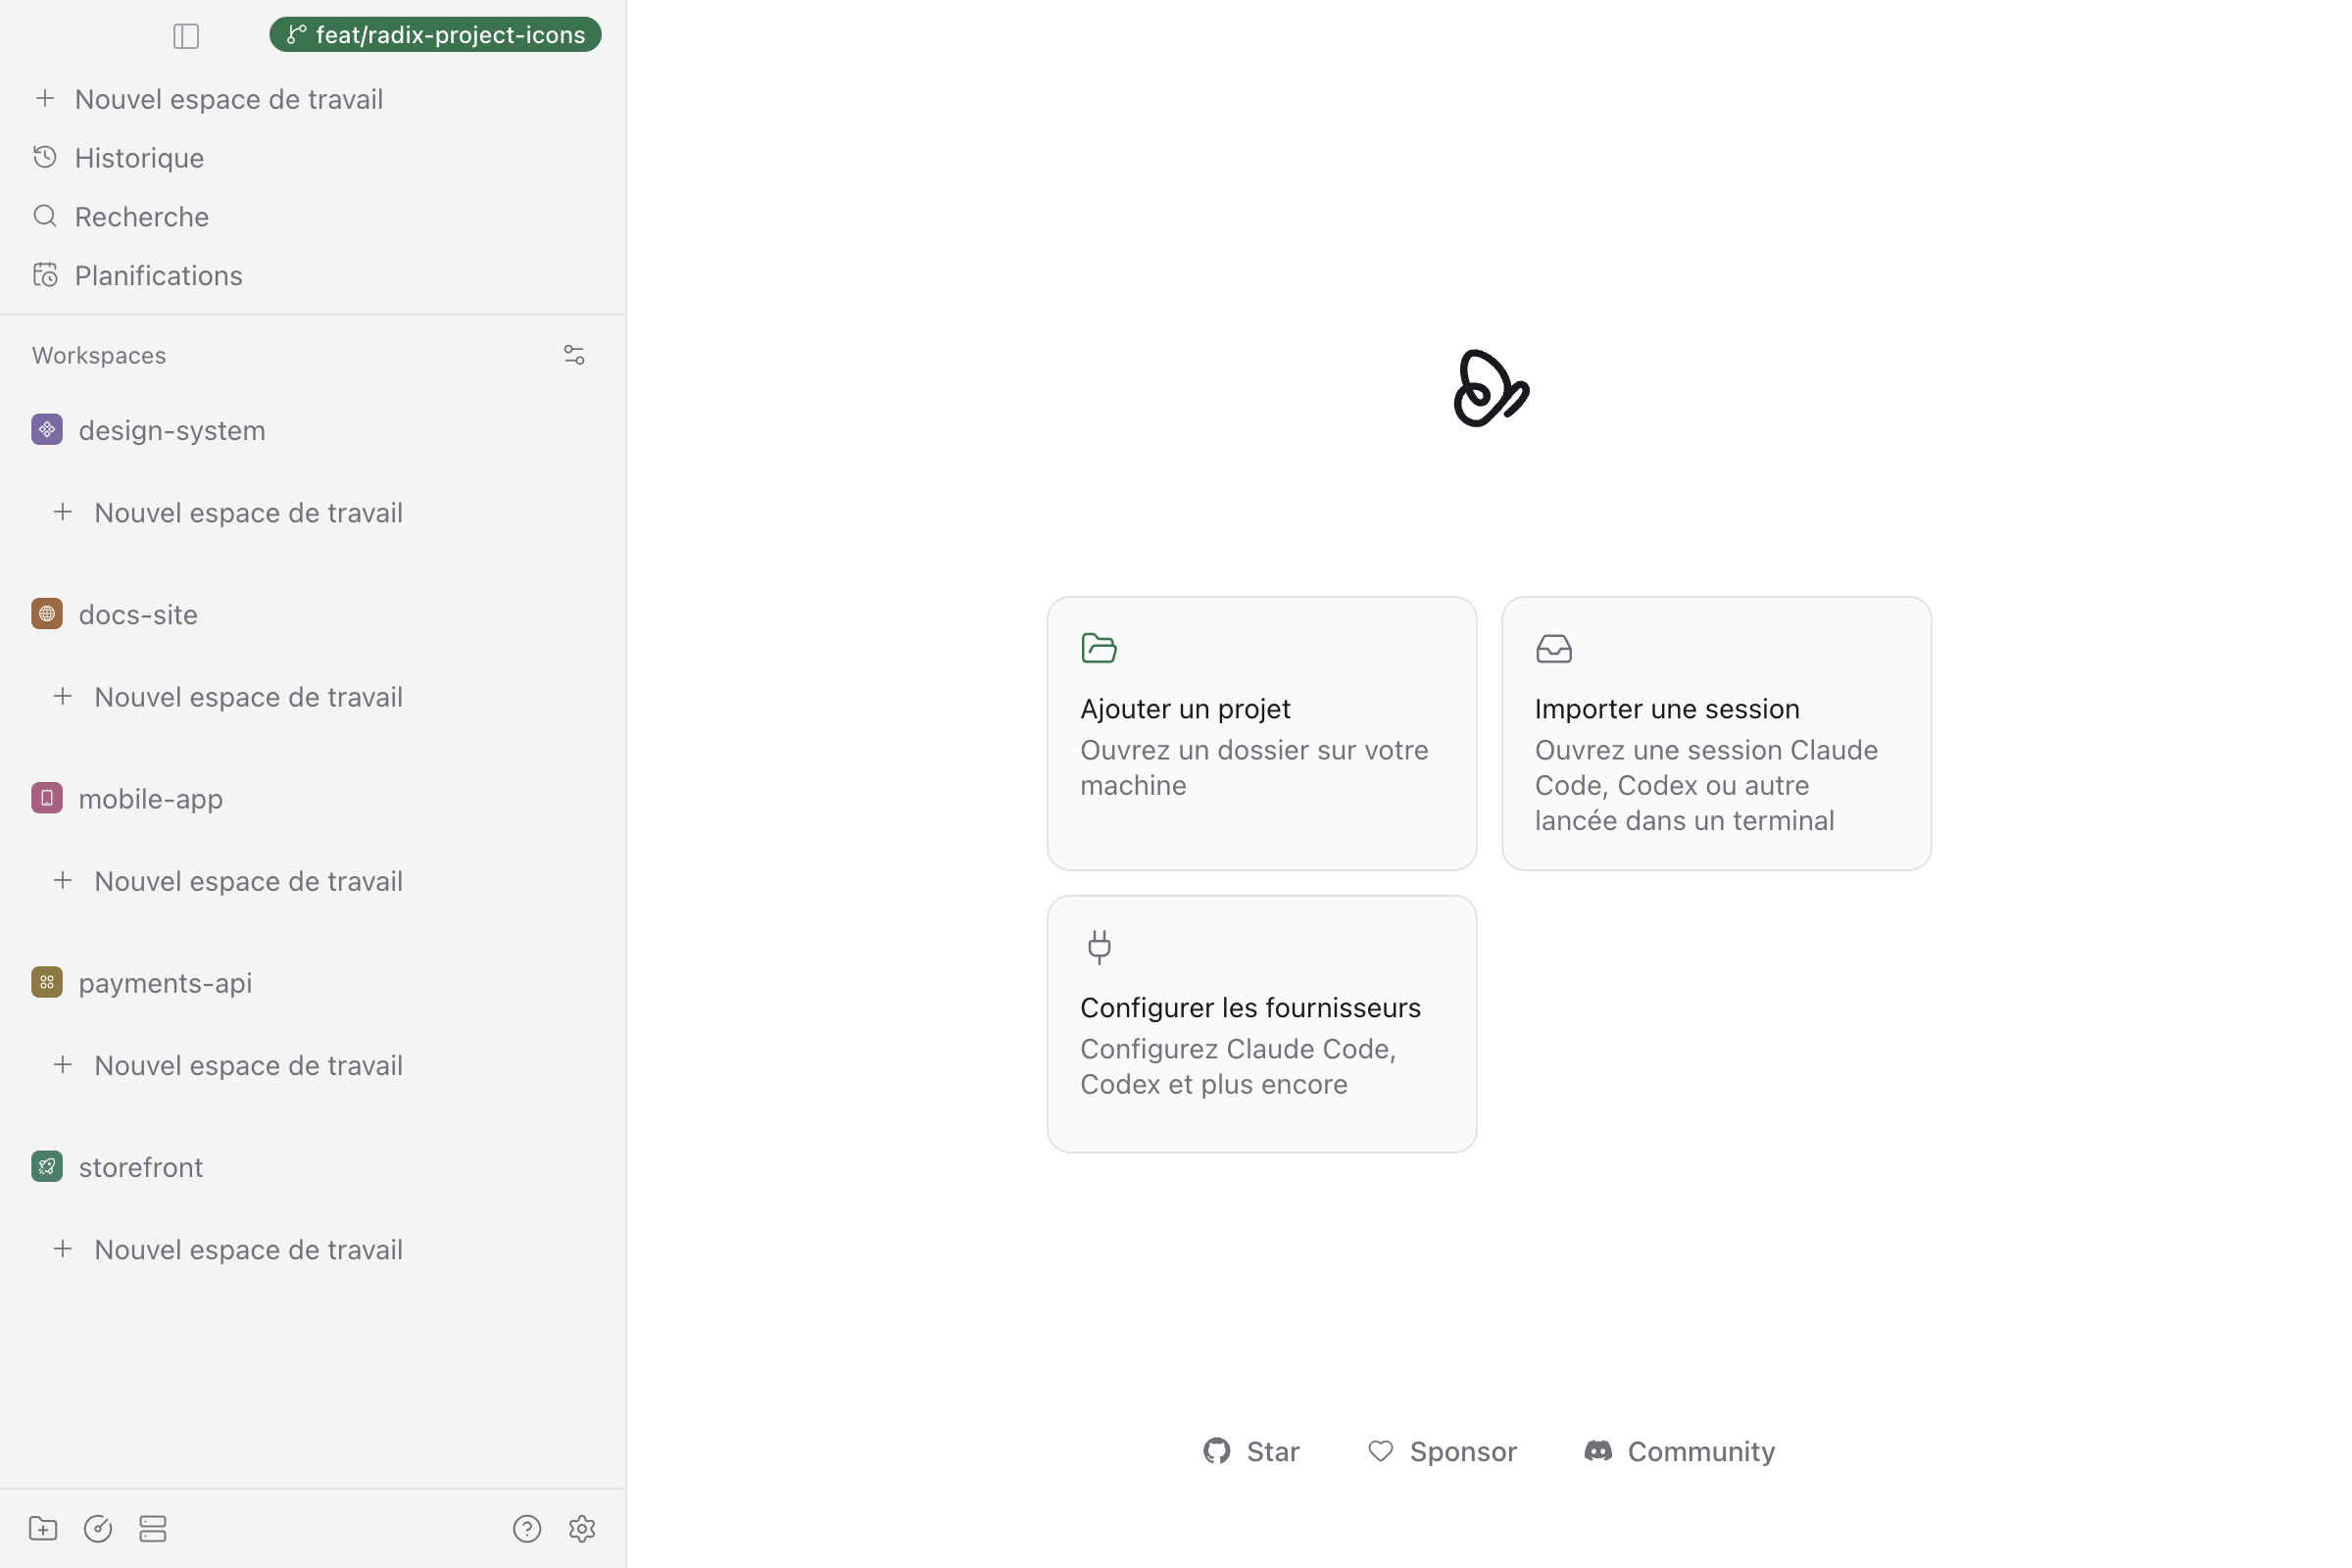 feat/radix-project-icons
Nouvel espace de travail
Historique
Recherche
Planifications
Workspaces
design-system
Nouvel espace de travail
docs-site
Nouvel espace de travail
mobile-app
Nouvel espace de travail
payments-api
Nouvel espace de travail
storefront
Nouvel espace de travail
Ajouter un projet
Ouvrez un dossier sur votre
machine
Importer une session
Ouvrez une session Claude
Code, Codex ou autre
lancée dans un terminal
Configurer les fournisseurs
Configurez Claude Code,
Codex et plus encore
Star
Sponsor
Community